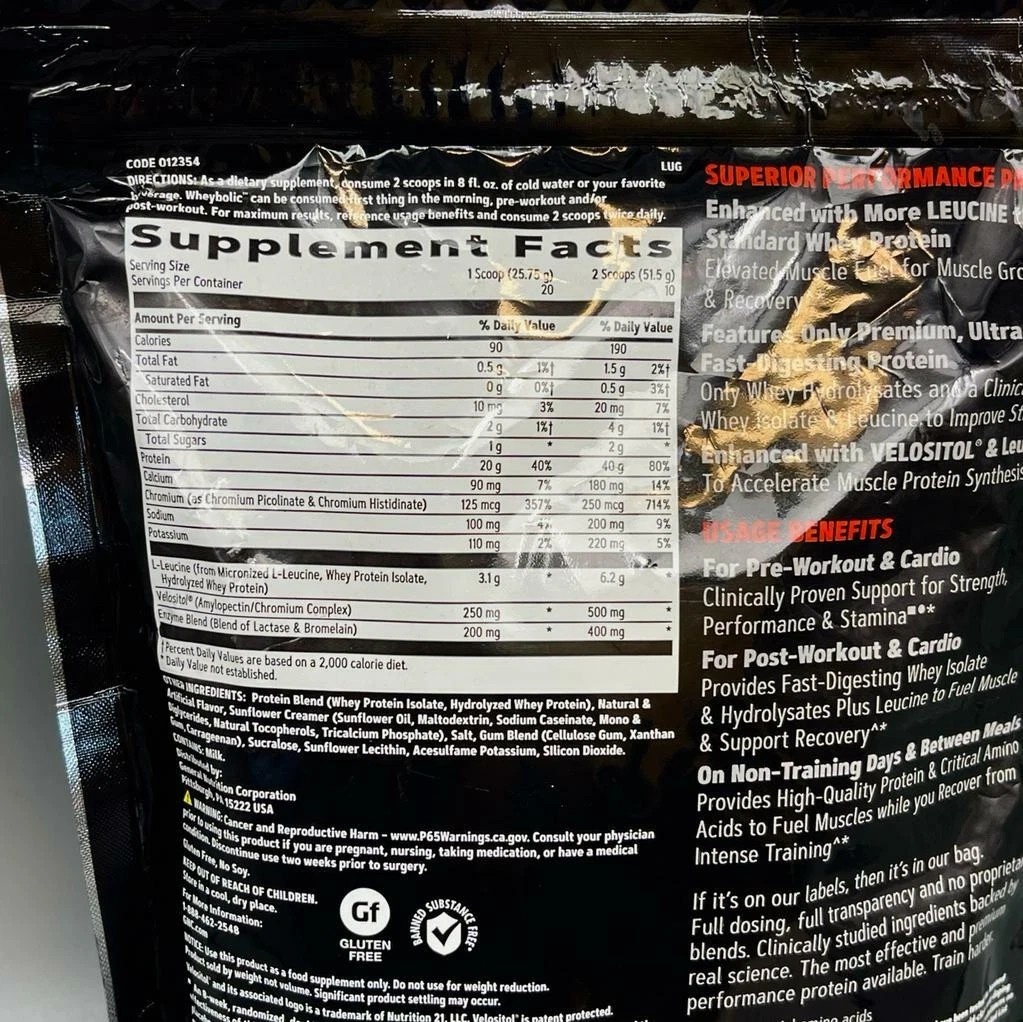 CODE 012354
LUG
DIRECTIONS: As a dietary supplement, consume 2 scoops in 8 fl. oz. of cold water or your favorite
beverage. Wheybolic™ can be consumed first thing in the morning, pre-workout and/or
post-workout. For maximum results, reference usage benefits and consume 2 scoops twice daily.
Supplement Facts
Serving Size 1 Scoop (25.75 g) 2 Scoops (51.5 g)
Servings Per Container 20 10
Amount Per Serving % Daily Value % Daily Value
Calories 90 190
Total Fat 0.5 g 1%† 1.5 g 2%†
Saturated Fat 0 g 0%† 0.5 g 3%†
Cholesterol 10 mg 3% 20 mg 7%
Total Carbohydrate 2 g 1%† 4 g 1%†
Total Sugars 1 g * 2 g *
Protein 20 g 40% 40 g 80%
Calcium 90 mg 7% 180 mg 14%
Chromium (as Chromium Picolinate & Chromium Histidinate) 125 mcg 357% 250 mcg 714%
Sodium 100 mg 4% 200 mg 9%
Potassium 110 mg 2% 220 mg 5%
L-Leucine (from Micronized L-Leucine, Whey Protein Isolate, 3.1 g * 6.2 g *
Hydrolyzed Whey Protein)
Velositol® (Amylopectin/Chromium Complex) 250 mg * 500 mg *
Enzyme Blend (Blend of Lactase & Bromelain) 200 mg * 400 mg *
† Percent Daily Values are based on a 2,000 calorie diet.
* Daily Value not established.
OTHER INGREDIENTS: Protein Blend (Whey Protein Isolate, Hydrolyzed Whey Protein), Natural &
Artificial Flavor, Sunflower Creamer (Sunflower Oil, Maltodextrin, Sodium Caseinate, Mono &
Diglycerides, Natural Tocopherols, Tricalcium Phosphate), Salt, Gum Blend (Cellulose Gum, Xanthan
Gum, Carrageenan), Sucralose, Sunflower Lecithin, Acesulfame Potassium, Silicon Dioxide.
CONTAINS: Milk.
Distributed by:
General Nutrition Corporation
Pittsburgh, PA 15222 USA
WARNING: Cancer and Reproductive Harm – www.P65Warnings.ca.gov. Consult your physician
prior to using this product if you are pregnant, nursing, taking medication, or have a medical
condition. Discontinue use two weeks prior to surgery.
Gluten Free, No Soy.
KEEP OUT OF REACH OF CHILDREN.
Store in a cool, dry place.
For More Information:
1-888-462-2548
GNC.com
Gf
GLUTEN
FREE
BANNED SUBSTANCE FREE
NOTICE: Use this product as a food supplement only. Do not use for weight reduction.
Product sold by weight not volume. Significant product settling may occur.
Velositol® and its associated logo is a trademark of Nutrition 21, LLC. Velositol® is patent protected.
An 8-week, randomized,
SUPERIOR PERFORMANCE
Enhanced with More LEUCINE
Standard Whey Protein
Elevated Muscle Fuel for Muscle
& Recovery
Features Only Premium, Ultra
Fast-Digesting Protein
Only Whey Hydrolysates and a
Whey Isolate & Leucine to Improve
Enhanced with VELOSITOL® &
To Accelerate Muscle Protein Synthesis
USAGE BENEFITS
For Pre-Workout & Cardio
Clinically Proven Support for Strength,
Performance & Stamina■●*
For Post-Workout & Cardio
Provides Fast-Digesting Whey Isolate
& Hydrolysates Plus Leucine to Fuel Muscle
& Support Recovery^*
On Non-Training Days & Between Meals
Provides High-Quality Protein & Critical Amino
Acids to Fuel Muscles while you Recover from
Intense Training^*
If it's on our labels, then it's in our bag.
Full dosing, full transparency and no
blends. Clinically studied ingredients backed by
real science. The most effective and premium
performance protein available. Train harder.
amino acids